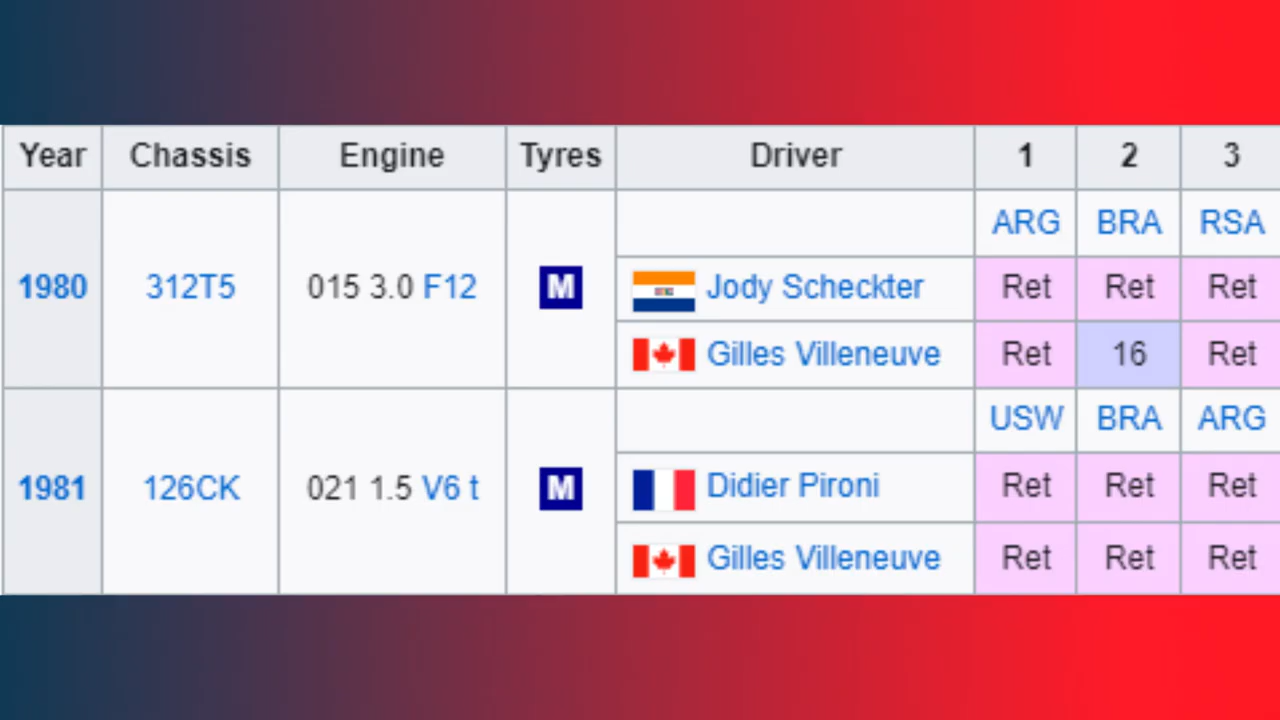 Year Chassis Engine Tyres Driver 1 2 3
ARG BRA RSA
1980 312T5 015 3.0 F12 M Jody Scheckter Ret Ret Ret
Gilles Villeneuve Ret 16 Ret
USW BRA ARG
1981 126CK 021 1.5 V6 t M Didier Pironi Ret Ret Ret
Gilles Villeneuve Ret Ret Ret